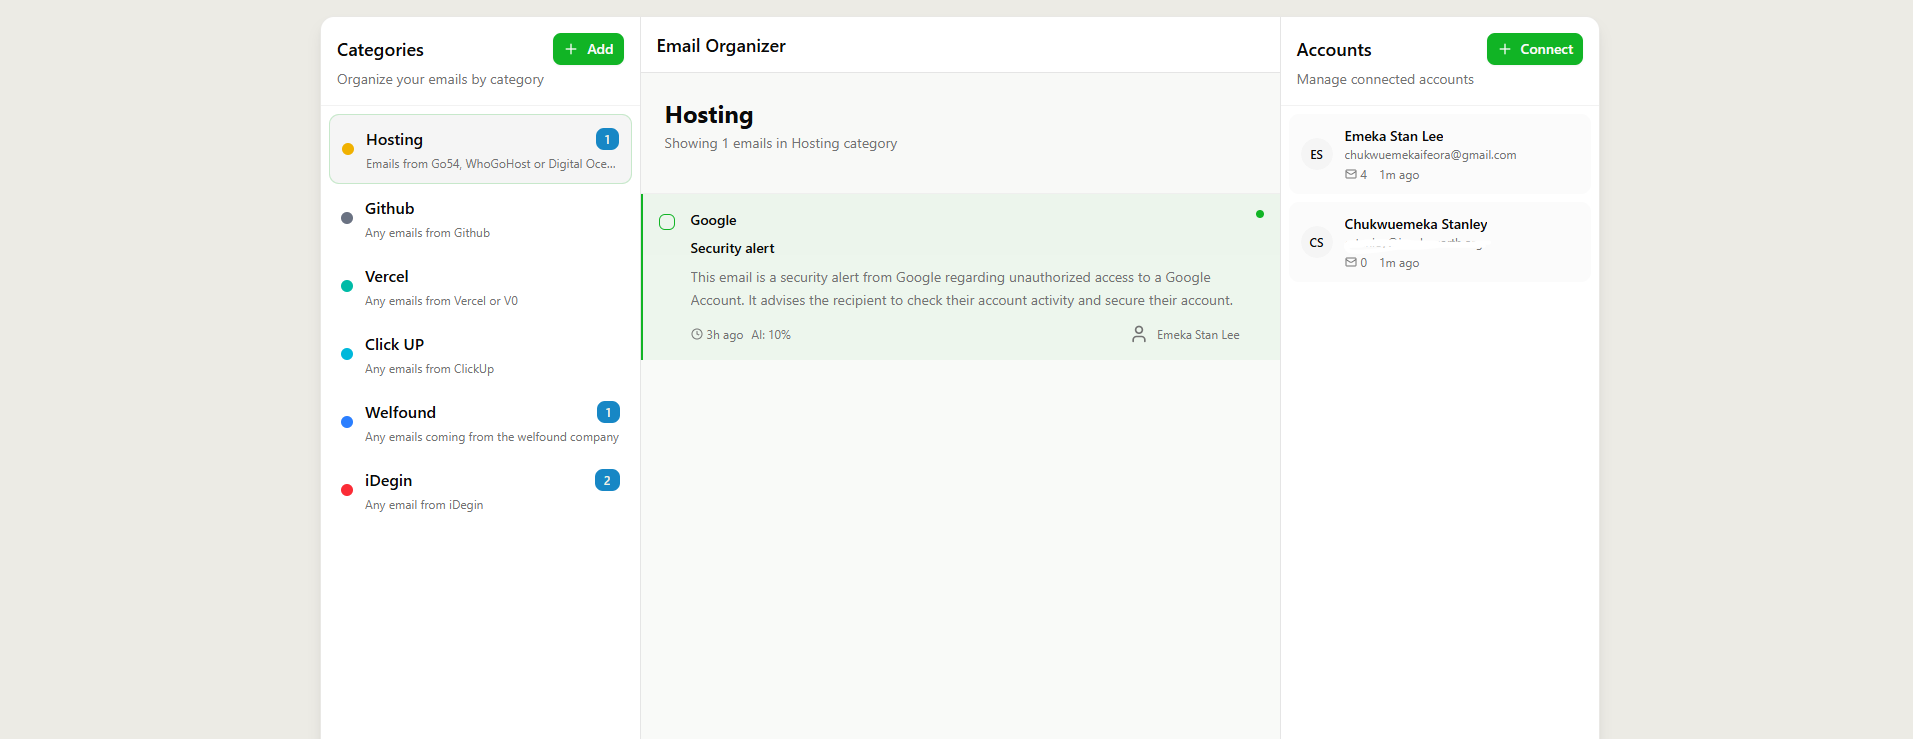 Categories
Add
Organize your emails by category
Hosting
1
Emails from Go54, WhoGoHost or Digital Oce...
Github
Any emails from Github
Vercel
Any emails from Vercel or V0
Click UP
Any emails from ClickUp
Welfound
1
Any emails coming from the welfound company
iDegin
2
Any email from iDegin
Email Organizer
Hosting
Showing 1 emails in Hosting category
Google
Security alert
This email is a security alert from Google regarding unauthorized access to a Google
Account. It advises the recipient to check their account activity and secure their account.
3h ago AI: 10%
Emeka Stan Lee
Accounts
Connect
Manage connected accounts
ES
Emeka Stan Lee
chukwuemekaifeora@gmail.com
4 1m ago
CS
Chukwuemeka Stanley
0 1m ago